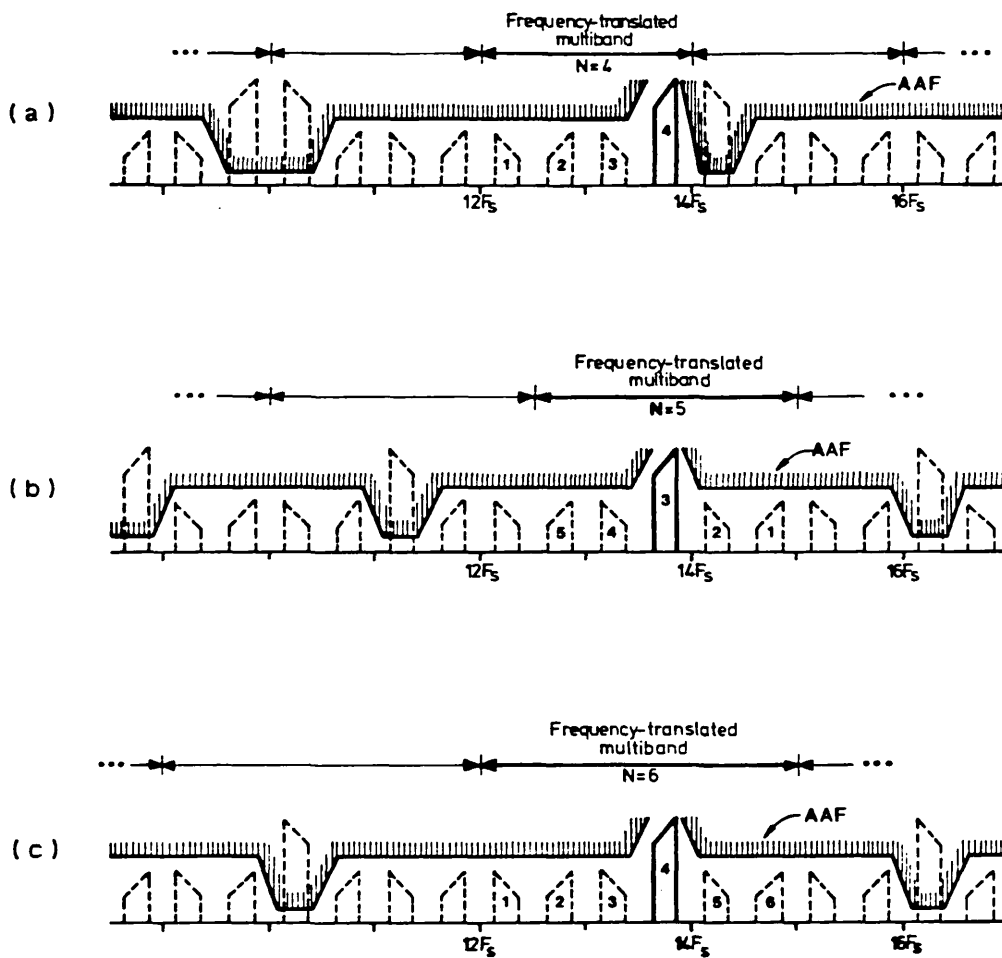 Frequency-translated
multiband
N=4
(a)
AAF
1 2 3 4
12Fs 14Fs 16Fs
Frequency-translated
multiband
N=5
(b)
AAF
5 4 3 2 1
12Fs 14Fs 16Fs
Frequency-translated
multiband
N=6
(c)
AAF
1 2 3 4 5 6
12Fs 14Fs 16Fs